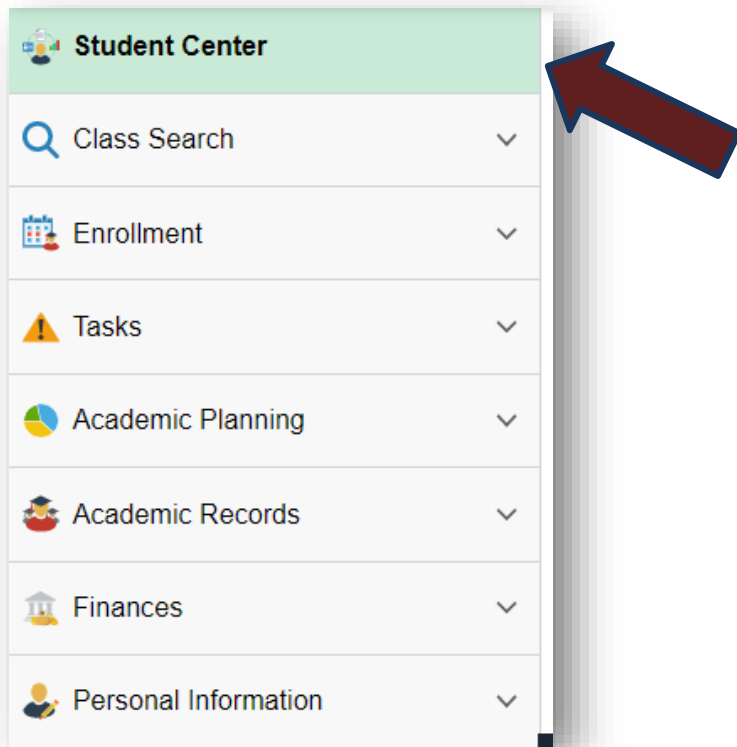 Student Center
Class Search
Enrollment
Tasks
Academic Planning
Academic Records
Finances
Personal Information